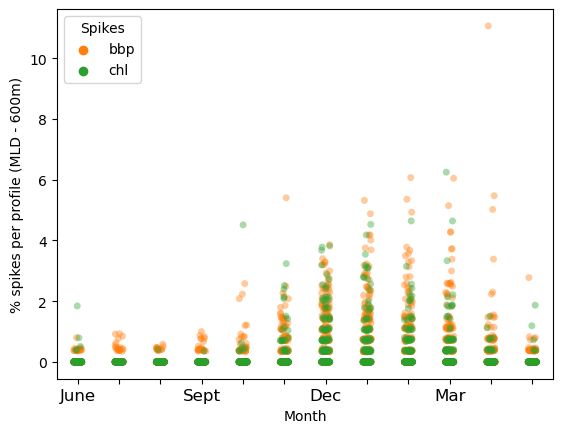 Spikes
bbp
chl
10
8
6
4
2
0
% spikes per profile (MLD - 600m)
June Sept Dec Mar
Month